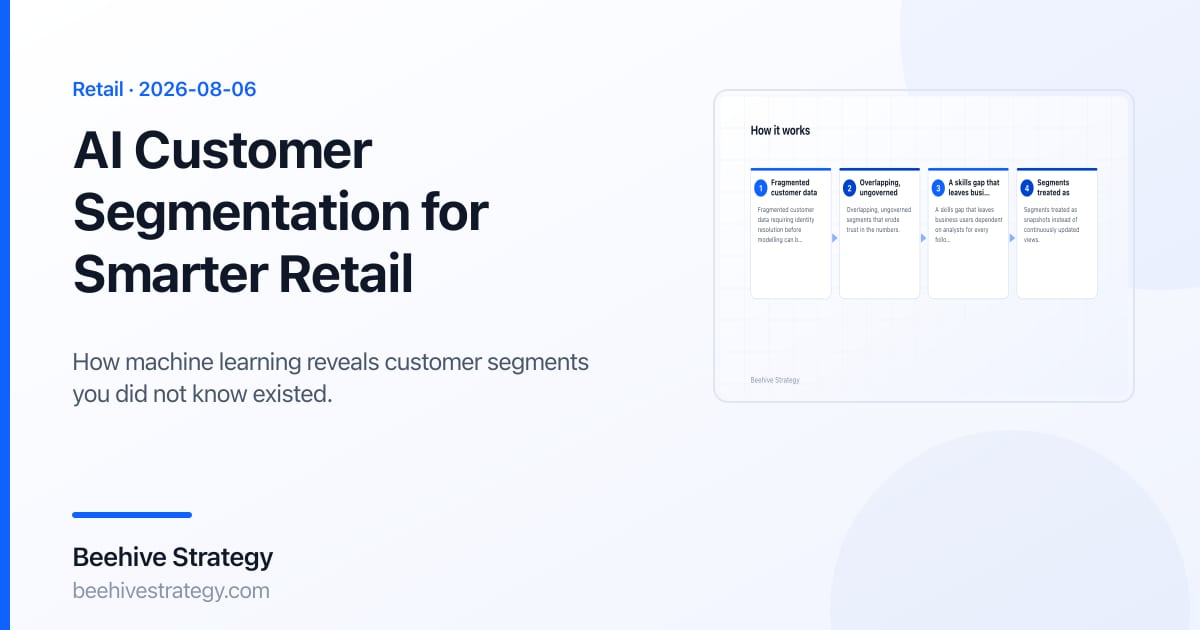 Retail · 2026-08-06
AI Customer
Segmentation for
Smarter Retail
How machine learning reveals customer segments
you did not know existed.
Beehive Strategy
beehivestrategy.com
How it works
1
Fragmented
customer data
Fragmented customer
data requiring identity
resolution before
modelling can b...
2
Overlapping,
ungoverned
Overlapping, ungoverned
segments that erode
trust in the numbers.
3
A skills gap that
leaves busi...
A skills gap that leaves
business users dependent
on analysts for every
follo...
4
Segments
treated as
Segments treated as
snapshots instead of
continuously updated
views.
Beehive Strategy